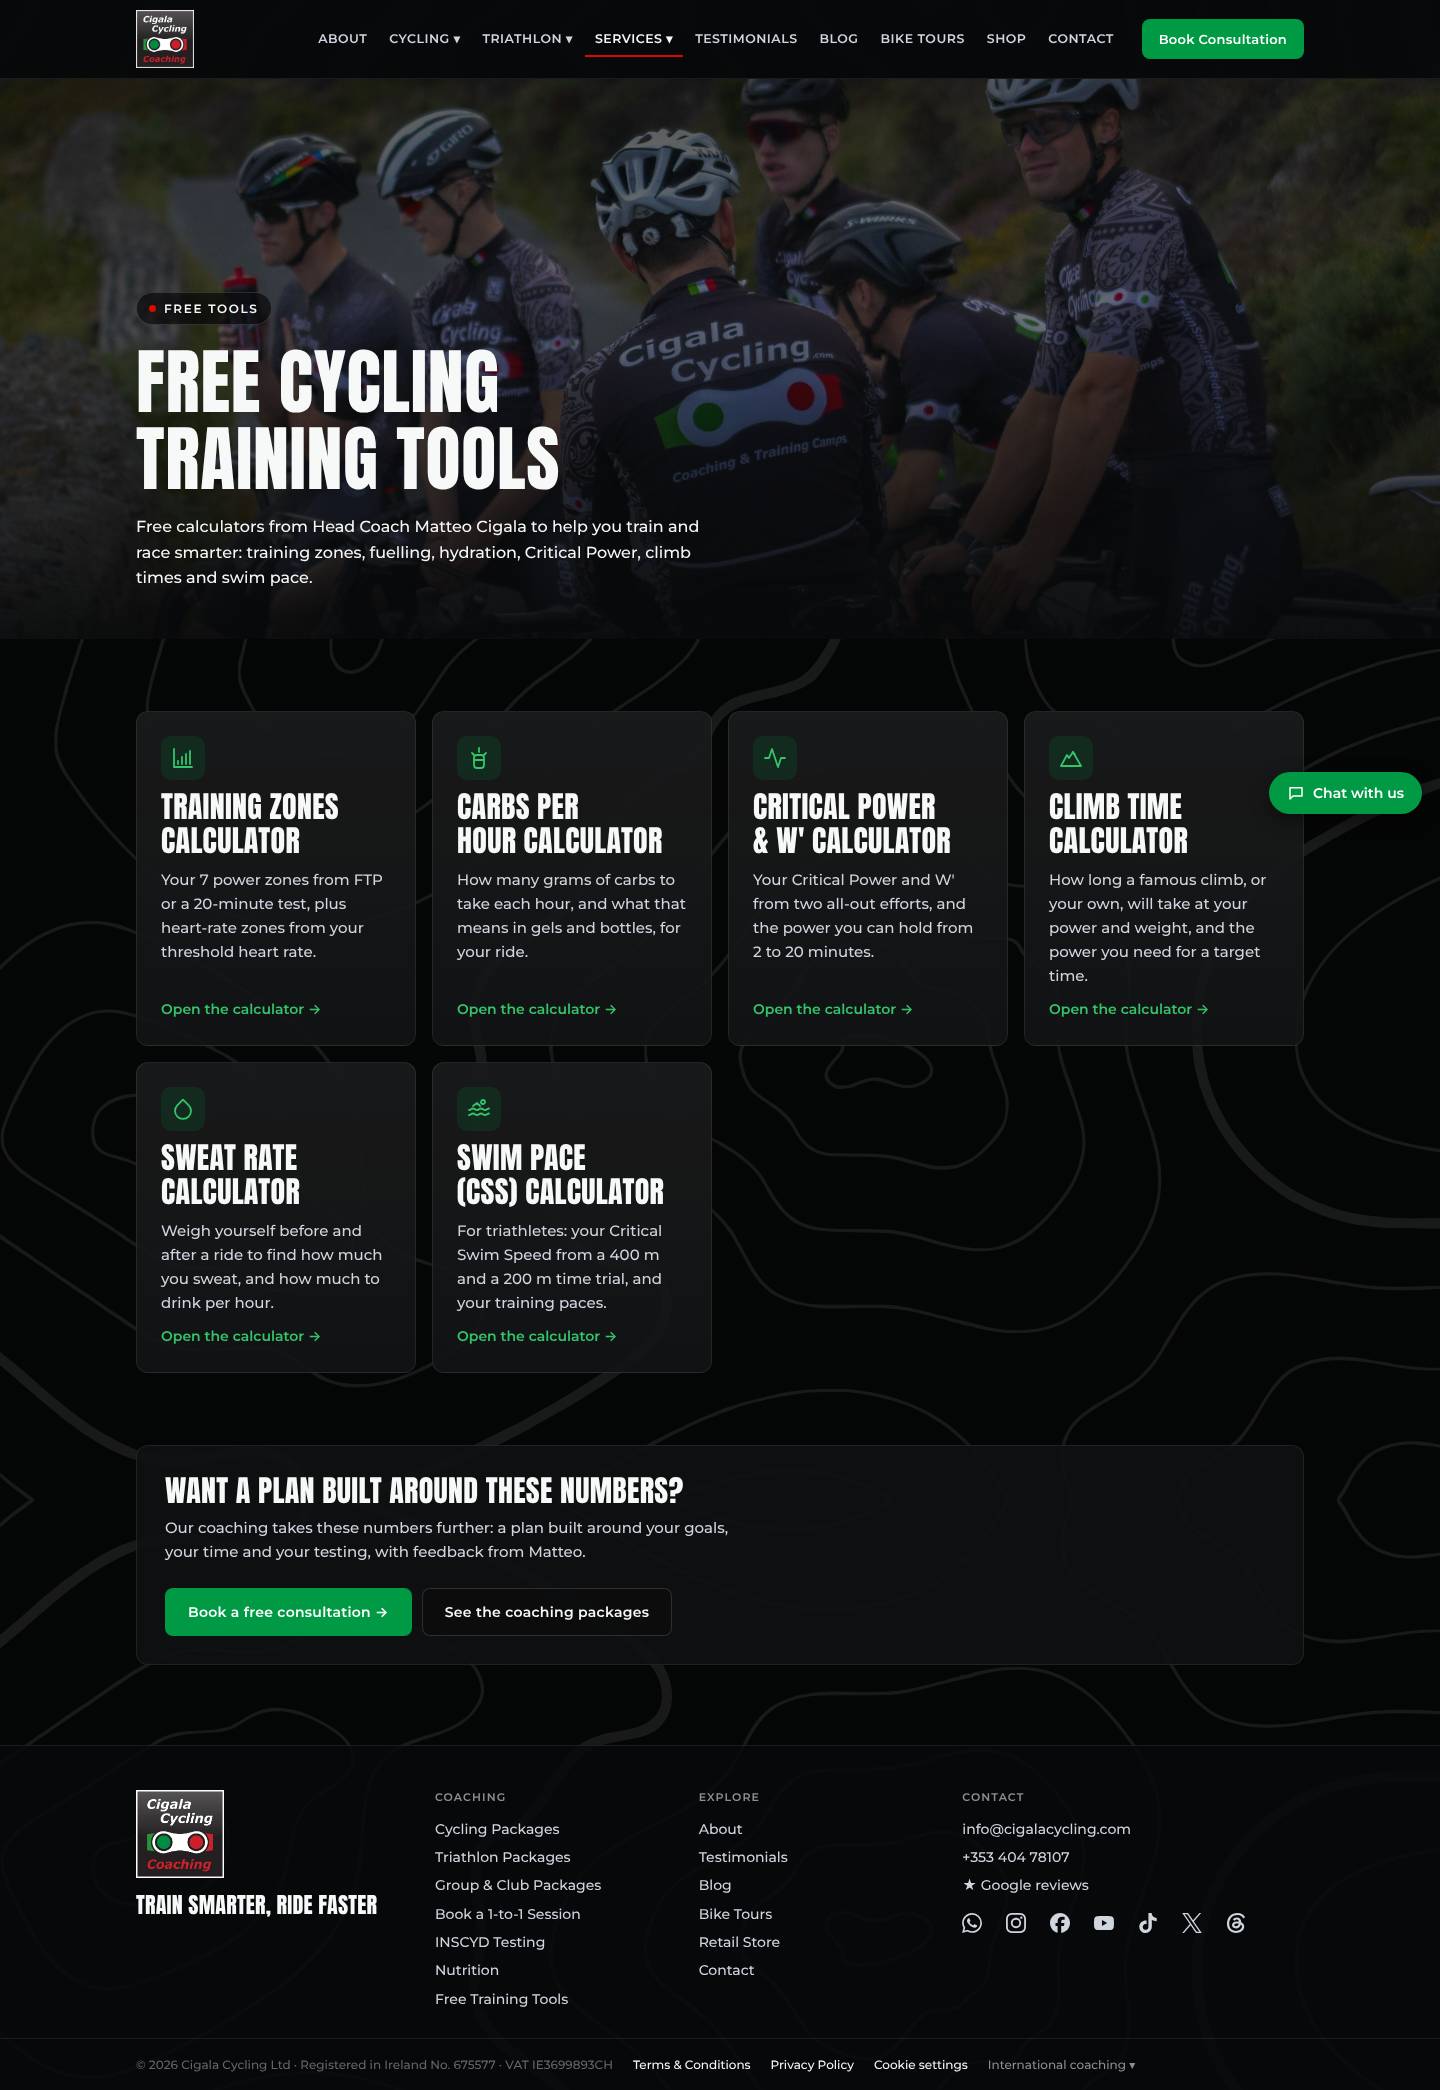 Cigala
Cycling
Coaching
ABOUT CYCLING ▾ TRIATHLON ▾ SERVICES ▾ TESTIMONIALS BLOG BIKE TOURS SHOP CONTACT Book Consultation
GIRO
S-WORKS
Cigala
Cycling.com
Coaching & Training Camps
FREE TOOLS
FREE CYCLING
TRAINING TOOLS
Free calculators from Head Coach Matteo Cigala to help you train and
race smarter: training zones, fuelling, hydration, Critical Power, climb
times and swim pace.
TRAINING ZONES
CALCULATOR
Your 7 power zones from FTP
or a 20-minute test, plus
heart-rate zones from your
threshold heart rate.
Open the calculator →
CARBS PER
HOUR CALCULATOR
How many grams of carbs to
take each hour, and what that
means in gels and bottles, for
your ride.
Open the calculator →
CRITICAL POWER
& W' CALCULATOR
Your Critical Power and W'
from two all-out efforts, and
the power you can hold from
2 to 20 minutes.
Open the calculator →
CLIMB TIME
CALCULATOR
How long a famous climb, or
your own, will take at your
power and weight, and the
power you need for a target
time.
Open the calculator →
Chat with us
SWEAT RATE
CALCULATOR
Weigh yourself before and
after a ride to find how much
you sweat, and how much to
drink per hour.
Open the calculator →
SWIM PACE
(CSS) CALCULATOR
For triathletes: your Critical
Swim Speed from a 400 m
and a 200 m time trial, and
your training paces.
Open the calculator →
WANT A PLAN BUILT AROUND THESE NUMBERS?
Our coaching takes these numbers further: a plan built around your goals,
your time and your testing, with feedback from Matteo.
Book a free consultation →
See the coaching packages
Cigala
Cycling
Coaching
TRAIN SMARTER, RIDE FASTER
COACHING
Cycling Packages
Triathlon Packages
Group & Club Packages
Book a 1-to-1 Session
INSCYD Testing
Nutrition
Free Training Tools
EXPLORE
About
Testimonials
Blog
Bike Tours
Retail Store
Contact
CONTACT
info@cigalacycling.com
+353 404 78107
★ Google reviews
© 2026 Cigala Cycling Ltd · Registered in Ireland No. 675577 · VAT IE3699893CH Terms & Conditions Privacy Policy Cookie settings International coaching ▾